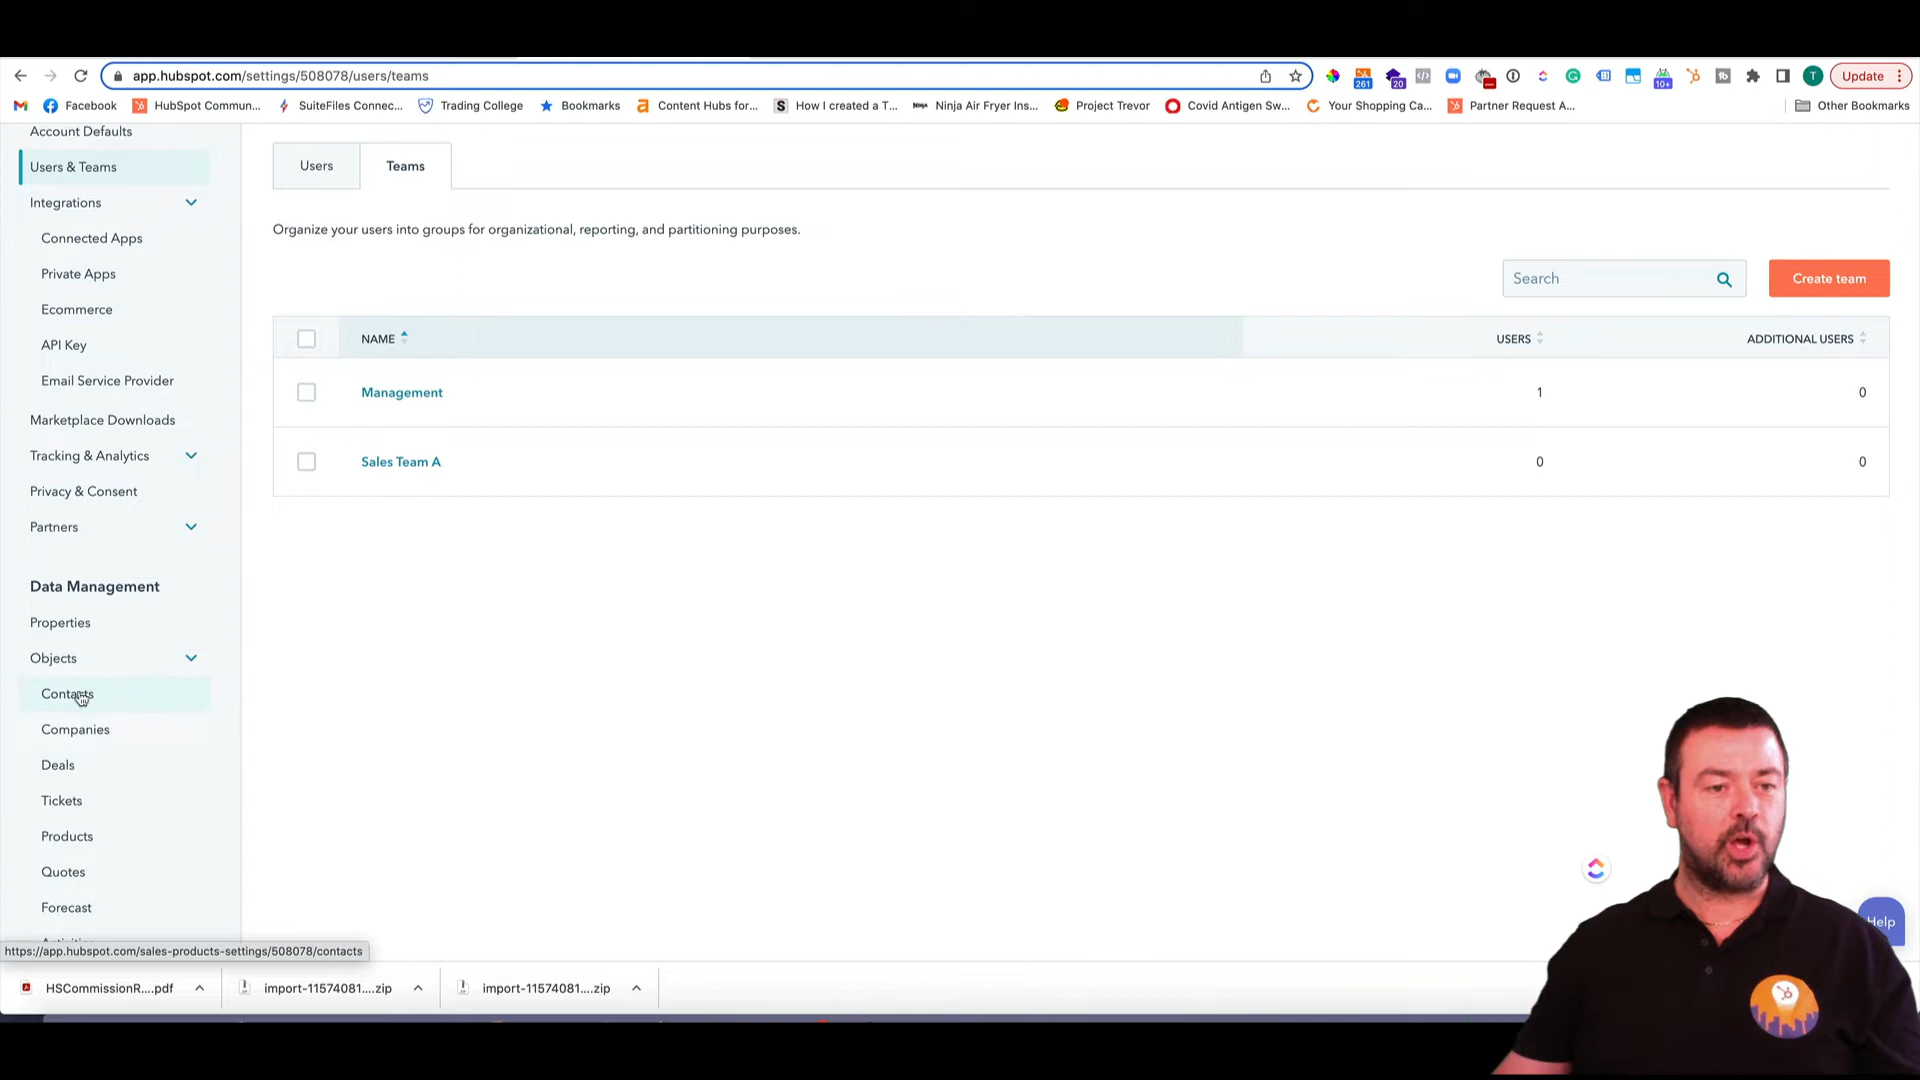 app.hubspot.com/settings/508078/users/teams
261
20
10+
T
Update
Facebook
HubSpot Commun...
SuiteFiles Connec...
Trading College
Bookmarks
Content Hubs for...
How I created a T...
Ninja Air Fryer Ins...
Project Trevor
Covid Antigen Sw...
Your Shopping Ca...
Partner Request A...
Other Bookmarks
Account Defaults
Users & Teams
Integrations
Connected Apps
Private Apps
Ecommerce
API Key
Email Service Provider
Marketplace Downloads
Tracking & Analytics
Privacy & Consent
Partners
Data Management
Properties
Objects
Contacts
Companies
Deals
Tickets
Products
Quotes
Forecast
Users
Teams
Organize your users into groups for organizational, reporting, and partitioning purposes.
Search
Create team
NAME
USERS
ADDITIONAL USERS
Management
1
0
Sales Team A
0
0
Help
https://app.hubspot.com/sales-products-settings/508078/contacts
HSCommissionR....pdf
import-11574081....zip
import-11574081....zip